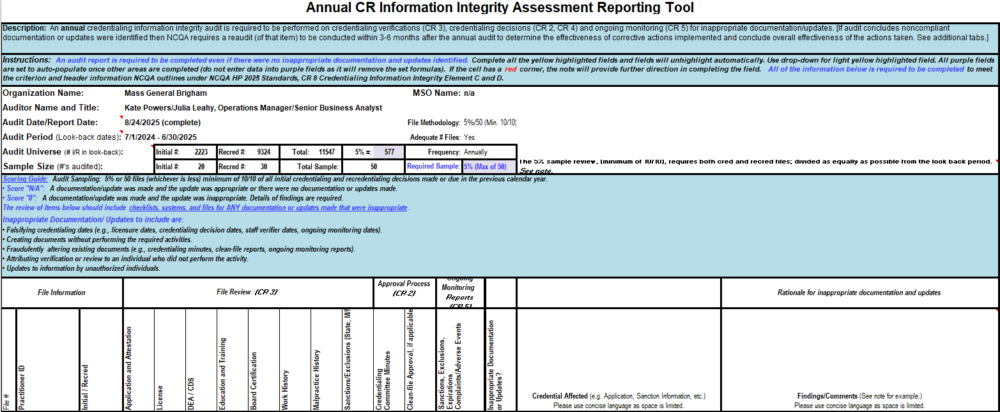 Annual CR Information Integrity Assessment Reporting Tool
Description: An annual credentialing information integrity audit is required to be performed on credentialing verifications (CR 3), credentialing decisions (CR 2, CR 4) and ongoing monitoring (CR 5) for inappropriate documentation/updates. [If audit concludes noncompliant
documentation or updates were identified then NCQA requires a reaudit (of that item) to be conducted within 3-6 months after the annual audit to determine the effectiveness of corrective actions implemented and conclude overall effectiveness of the actions taken. See additional tabs.]
Instructions: An audit report is required to be completed even if there were no inappropriate documentation and updates identified. Complete all the yellow highlighted fields and fields will unhighlight automatically. Use drop-down for light yellow highlighted field. All purple fields
are set to auto-populate once other areas are completed (do not enter data into purple fields as it will remove the set formulas). If the cell has a red corner, the note will provide further direction in completing the field. All of the information below is required to be completed to meet
the criterion and header information NCQA outlines under NCQA HP 2025 Standards, CR 8 Credentialing Information Integrity Element C and D.
Organization Name: Mass General Brigham MSO Name: n/a
Auditor Name and Title: Kate Powers/Julia Leahy, Operations Manager/Senior Business Analyst
Audit Date/Report Date: 8/24/2025 (complete) File Methodology: 5%/50 (Min. 10/10)
Audit Period (Look-back dates): 7/1/2024 - 6/30/2025 Adequate # Files: Yes
Audit Universe (# I/R in look-back): Initial #: 2223 Recred #: 9324 Total: 11547 5% =: 577 Frequency: Annually
Sample Size (#'s audited): Initial #: 20 Recred #: 30 Total Sample: 50 Required Sample: 5% (Max of 50) The 5% sample review, (minimum of 10/10), requires both cred and recred files; divided as equally as possible from the look back period.
See note.
Scoring Guide: Audit Sampling: 5% or 50 files (whichever is less) minimum of 10/10 of all initial credentialing and recredentialing decisions made or due in the previous calendar year.
• Score "N/A": A documentation/update was made and the update was appropriate or there were no documentation or updates made.
• Score "0": A documentation/update was made and the update was inappropriate. Details of findings are required.
The review of items below should include checklists, systems, and files for ANY documentation or updates made that were inappropriate .
Inappropriate Documentation/ Updates to include are:
• Falsifying credentialing dates (e.g., licensure dates, credentialing decision dates, staff verifier dates, ongoing monitoring dates).
• Creating documents without performing the required activities.
• Fraudulently altering existing documents (e.g., credentialing minutes, clean-file reports, ongoing monitoring reports).
• Attributing verification or review to an individual who did not perform the activity.
• Updates to information by unauthorized individuals.
File Information
File Review (CR 3)
Approval Process
(CR 2)
Ongoing
Monitoring
Reports
(CR 5)
Rationale for inappropriate documentation and updates
File #
Practitioner ID
Initial / Recred
Application and Attestation
License
DEA / CDS
Education and Training
Board Certification
Work History
Malpractice History
Sanctions/Exclusions (State, M/M
Credentialing
Committee Minutes
Clean-file Approval, if applicable
Sanctions, Exclusions,
Expirations
Complaints/Adverse Events
Inappropriate Documentation
or Updates?
Credential Affected (e.g. Application, Sanction Information, etc.)
Please use concise language as space is limited.
Findings/Comments (See note for example.)
Please use concise language as space is limited.